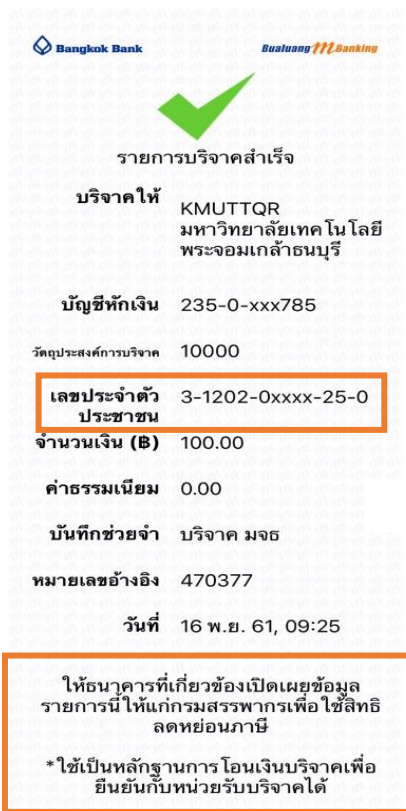 Bangkok Bank
Bualuang mBanking
รายการบริจาคสำเร็จ
บริจาคให้ KMUTTQR
มหาวิทยาลัยเทคโนโลยี
พระจอมเกล้าธนบุรี
บัญชีหักเงิน 235-0-xxx785
วัตถุประสงค์การบริจาค 10000
เลขประจำตัว 3-1202-0xxxx-25-0
ประชาชน
จำนวนเงิน (฿) 100.00
ค่าธรรมเนียม 0.00
บันทึกช่วยจำ บริจาค มจธ
หมายเลขอ้างอิง 470377
วันที่ 16 พ.ย. 61, 09:25
ให้ธนาคารที่เกี่ยวข้องเปิดเผยข้อมูล
รายการนี้ให้แก่กรมสรรพากรเพื่อใช้สิทธิ
ลดหย่อนภาษี
*ใช้เป็นหลักฐานการโอนเงินบริจาคเพื่อ
ยืนยันกับหน่วยรับบริจาคได้